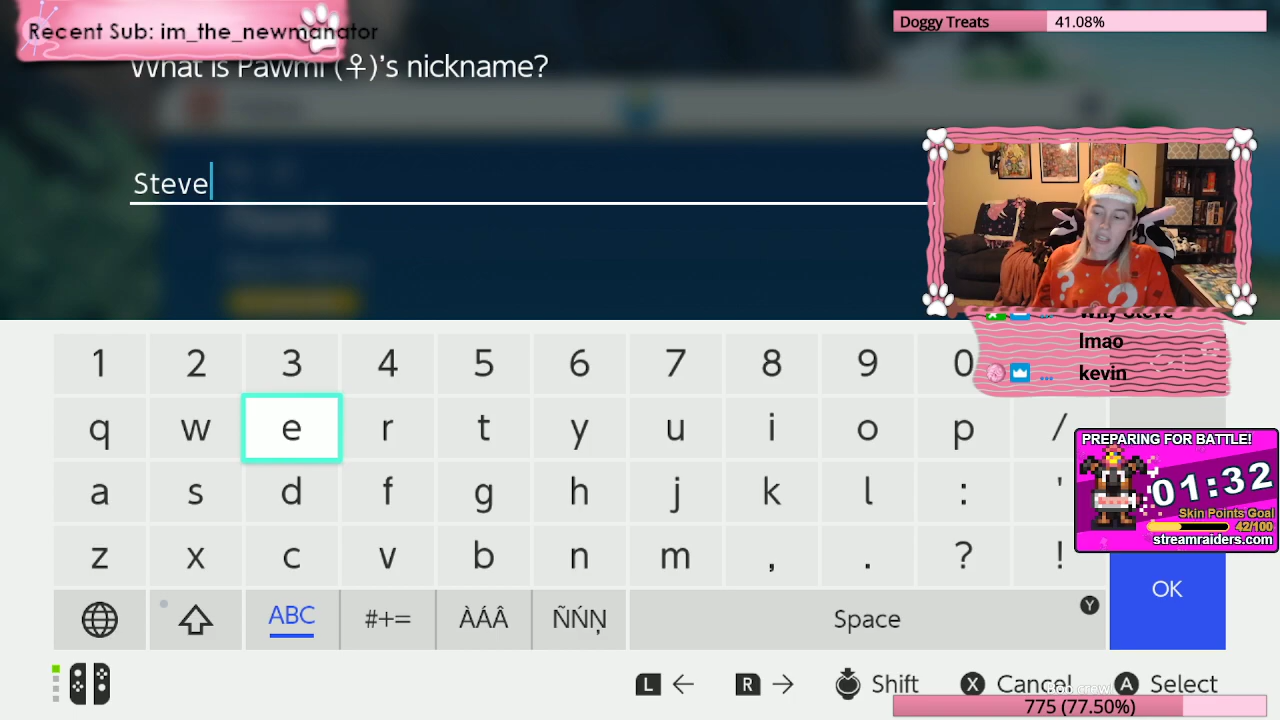 Recent Sub: im_the_newmanator
What is Pawmi (♀)'s nickname?
Doggy Treats 41.08%
Steve
why Steve
lmao
kevin
1 2 3 4 5 6 7 8 9 0
q w e r t y u i o p /
a s d f g h j k l : '
z x c v b n m , . ? !
ABC #+= ÀÁÂ ÑŃŅ Space Y
OK
PREPARING FOR BATTLE!
01:32
Skin Points Goal
42/100
streamraiders.com
L ← R → Shift X Cancel A Select
775 (77.50%)